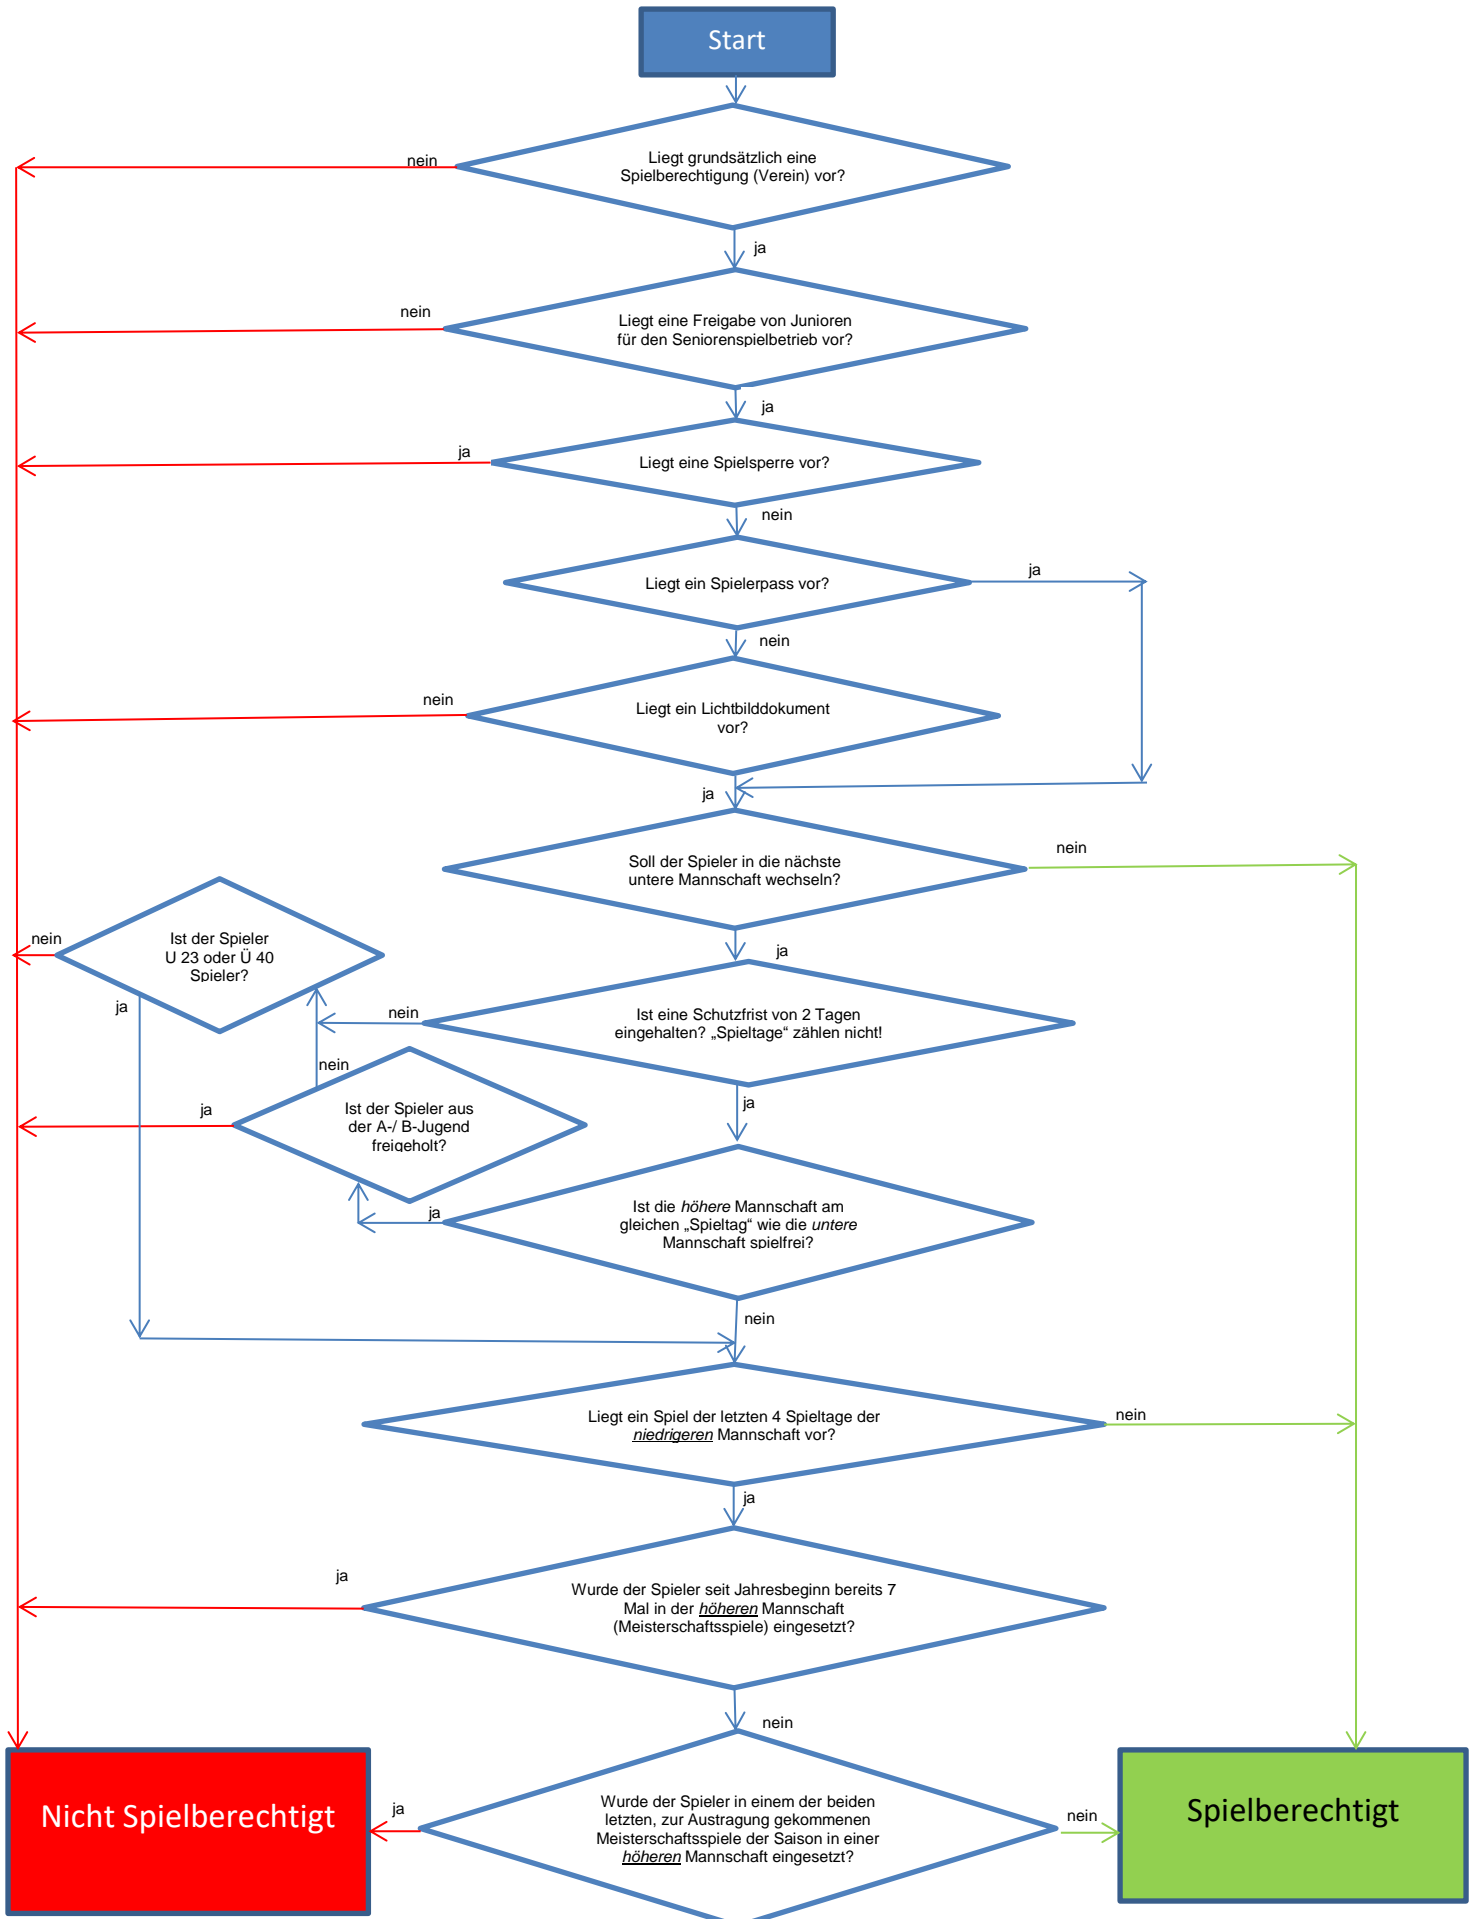 Start
nein
Liegt grundsätzlich eine
Spielberechtigung (Verein) vor?
ja
nein
Liegt eine Freigabe von Junioren
für den Seniorenspielbetrieb vor?
ja
ja
Liegt eine Spielsperre vor?
nein
Liegt ein Spielerpass vor?
ja
nein
nein
Liegt ein Lichtbilddokument
vor?
ja
Soll der Spieler in die nächste
untere Mannschaft wechseln?
nein
ja
nein
Ist der Spieler
U 23 oder Ü 40
Spieler?
ja
nein
Ist eine Schutzfrist von 2 Tagen
eingehalten? „Spieltage“ zählen nicht!
nein
ja
ja
Ist der Spieler aus
der A-/ B-Jugend
freigeholt?
ja
Ist die höhere Mannschaft am
gleichen „Spieltag“ wie die untere
Mannschaft spielfrei?
nein
Liegt ein Spiel der letzten 4 Spieltage der
niedrigeren Mannschaft vor?
nein
ja
ja
Wurde der Spieler seit Jahresbeginn bereits 7
Mal in der höheren Mannschaft
(Meisterschaftsspiele) eingesetzt?
nein
Nicht Spielberechtigt
ja
Wurde der Spieler in einem der beiden
letzten, zur Austragung gekommenen
Meisterschaftsspiele der Saison in einer
höheren Mannschaft eingesetzt?
nein
Spielberechtigt